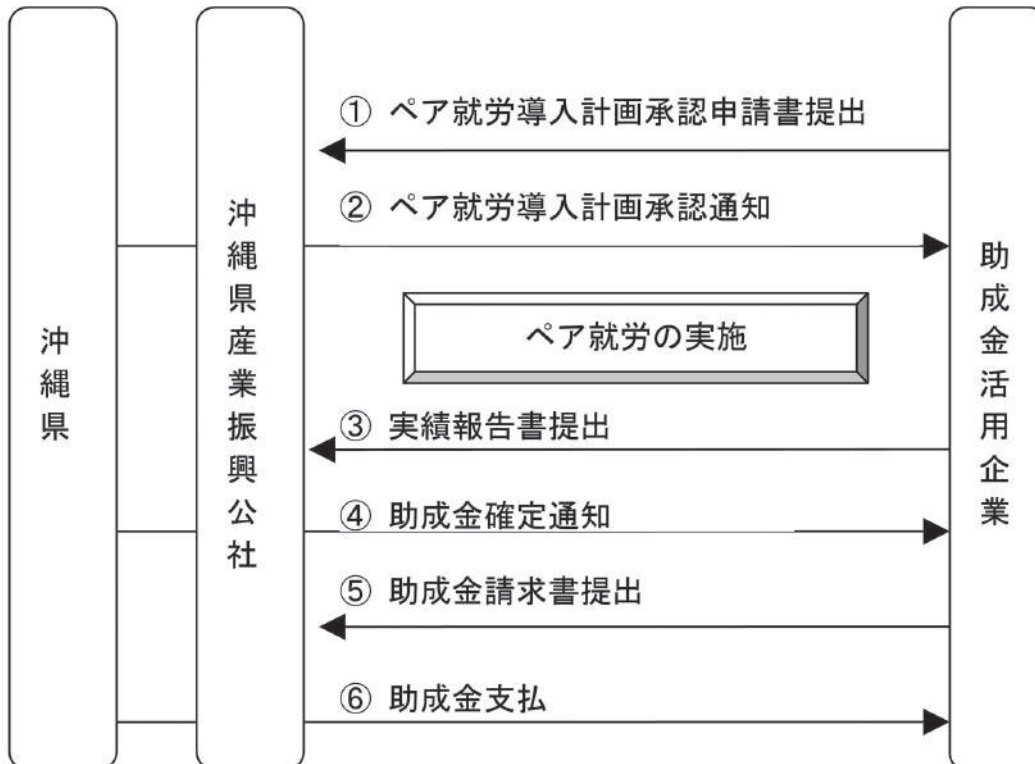 沖縄県
沖縄県産業振興公社
① ペア就労導入計画承認申請書提出
② ペア就労導入計画承認通知
ペア就労の実施
③ 実績報告書提出
④ 助成金確定通知
⑤ 助成金請求書提出
⑥ 助成金支払
助成金活用企業